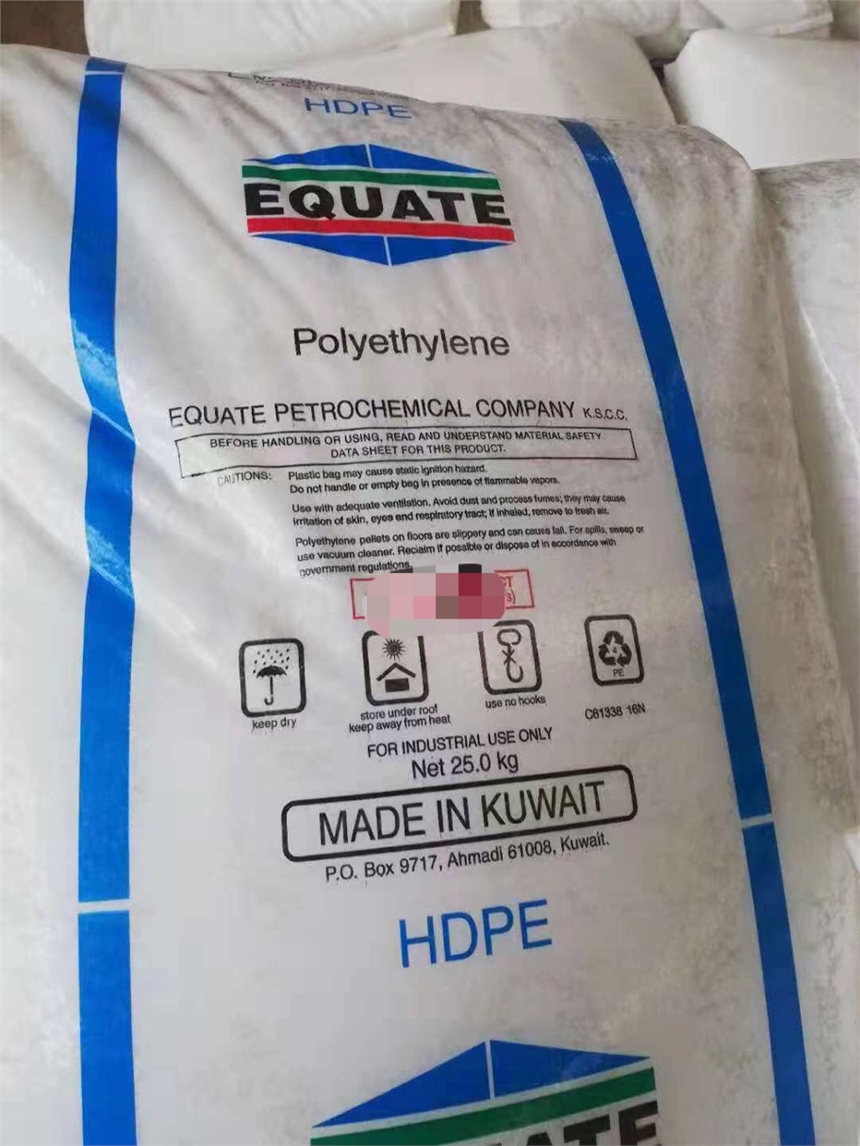 HDPE
EQUATE
Polyethylene
EQUATE PETROCHEMICAL COMPANY K.S.C.C.
BEFORE HANDLING OR USING, READ AND UNDERSTAND MATERIAL SAFETY
DATA SHEET FOR THIS PRODUCT.
CAUTIONS: Plastic bag may cause static ignition hazard.
Do not handle or empty bag in presence of flammable vapors.
Use with adequate ventilation. Avoid dust and process fumes; they may cause
irritation of skin, eyes and respiratory tract; if inhaled, remove to fresh air.
Polyethylene pellets on floors are slippery and can cause fall. For spills, sweep or
use vacuum cleaner. Reclaim if possible or dispose of in accordance with
government regulations.
PE
keep dry
store under roof
keep away from heat
use no hooks
C61338 16N
FOR INDUSTRIAL USE ONLY
Net 25.0 kg
MADE IN KUWAIT
P.O. Box 9717, Ahmadi 61008, Kuwait.
HDPE